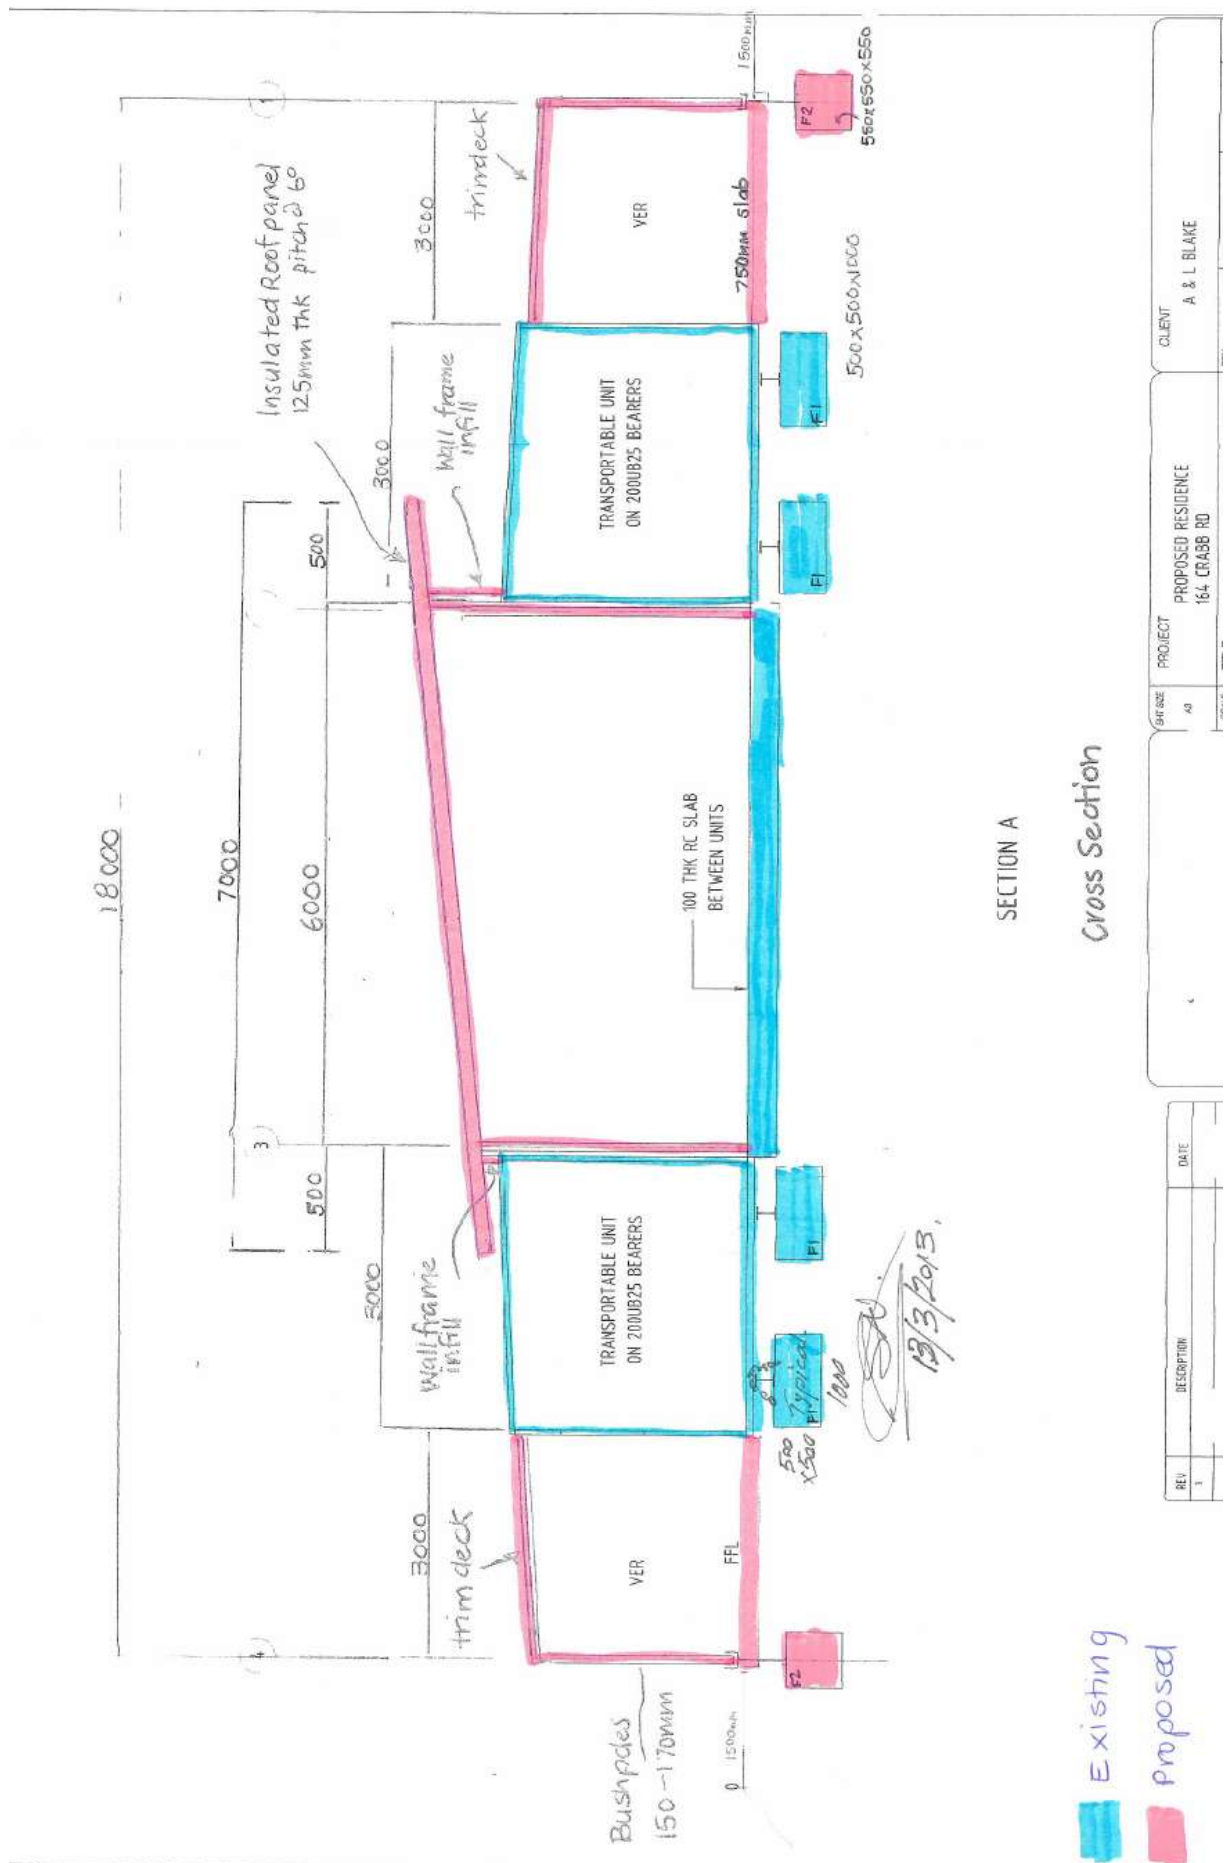 18000
7000
500
6000
500
Insulated Roof panel
125mm thk pitch @ 6°
3000
3000
3000
3000
trim deck
Wall frame
infill
wall frame
infill
trimdeck
4
3
1
Bushpoles
150-170mm
VER
TRANSPORTABLE UNIT
ON 200UB25 BEARERS
100 THK RC SLAB
BETWEEN UNITS
TRANSPORTABLE UNIT
ON 200UB25 BEARERS
VER
FFL
750mm slab
0 1500mm
1500mm
F2
F1
Typical
500
x500
1000
F1
F1
F1
F2
500x500x1000
550x550x550
13/3/2013
SECTION A
Cross Section
Existing
Proposed
REV
DESCRIPTION
DATE
SHT SIZE
A3
PROJECT
PROPOSED RESIDENCE
164 CRABB RD
CLIENT
A & L BLAKE